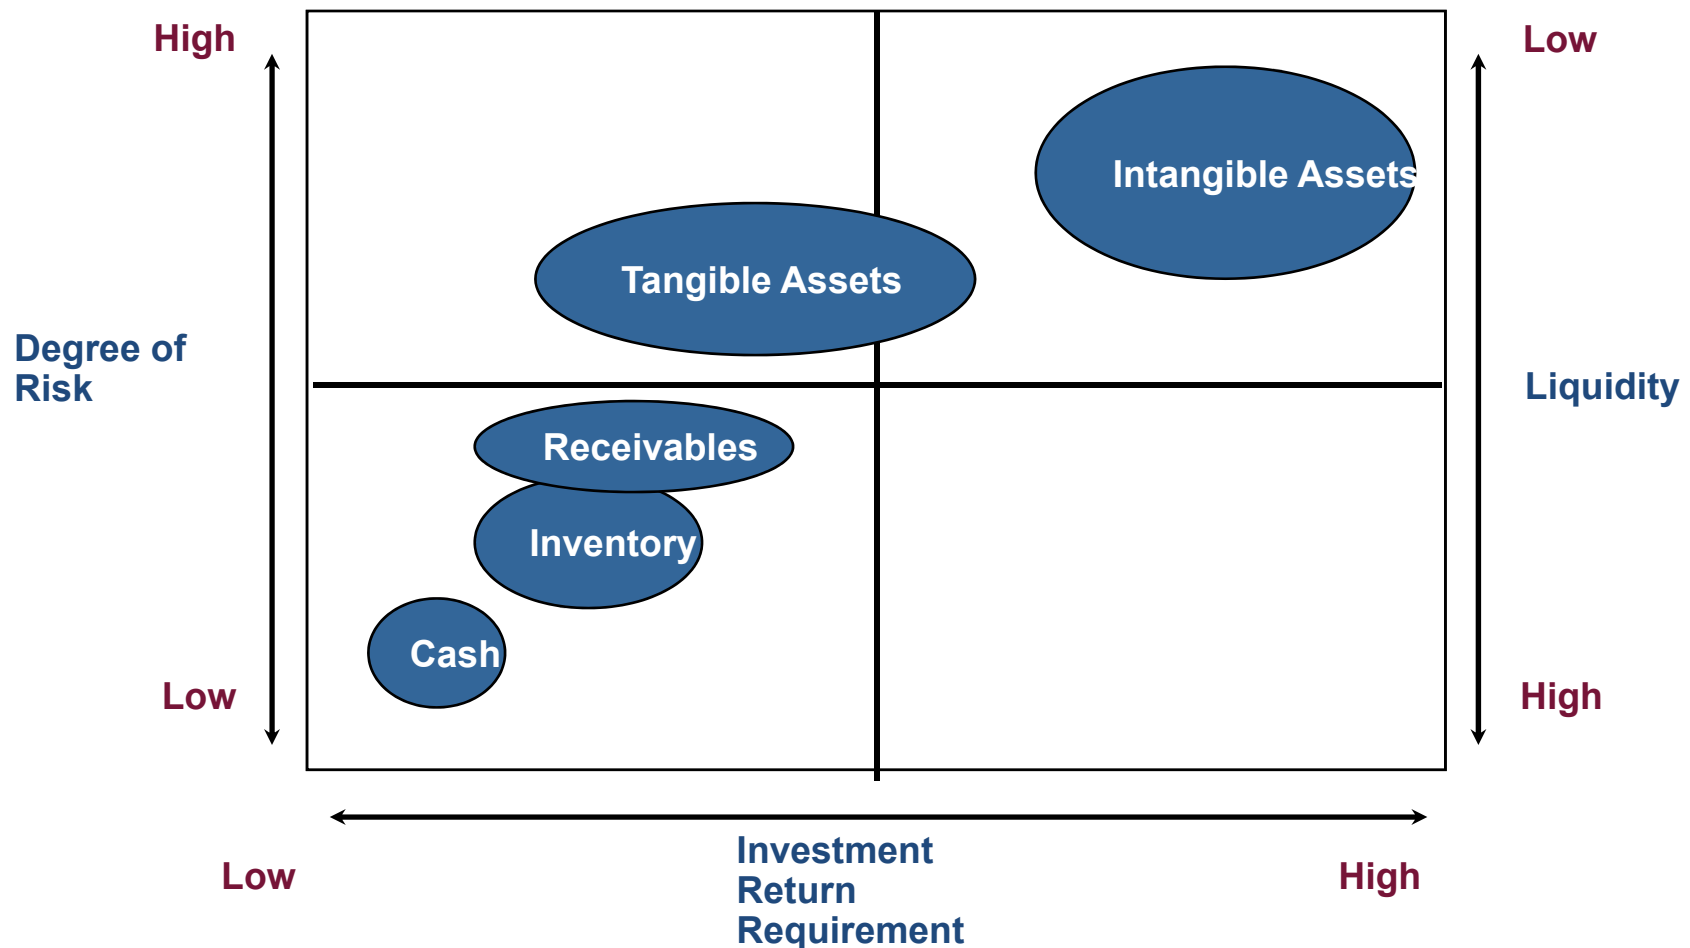 High
Low
Intangible Assets
Tangible Assets
Degree of
Risk
Liquidity
Receivables
Inventory
Cash
Low
High
Low
Investment
Return
Requirement
High